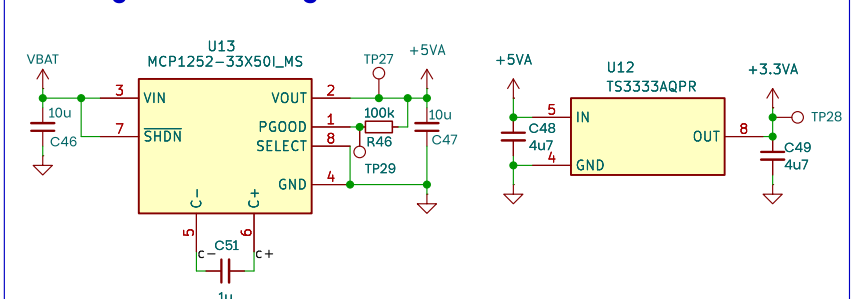 U13
MCP1252-33X50I_MS
VBAT
TP27
+5VA
3
VIN
VOUT
2
10u
C46
7
SHDN
PGOOD
1
100k
R46
10u
C47
SELECT
8
TP29
GND
4
C-
C+
5
6
c-
C51
c+
1u
+5VA
U12
TS3333AQPR
+3.3VA
5
IN
TP28
C48
4u7
OUT
8
4
GND
C49
4u7